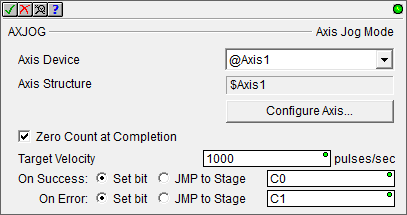 ?
AXJOG Axis Jog Mode
Axis Device @Axis1
Axis Structure $Axis1
Configure Axis...
Zero Count at Completion
Target Velocity 1000 pulses/sec
On Success: Set bit JMP to Stage C0
On Error: Set bit JMP to Stage C1